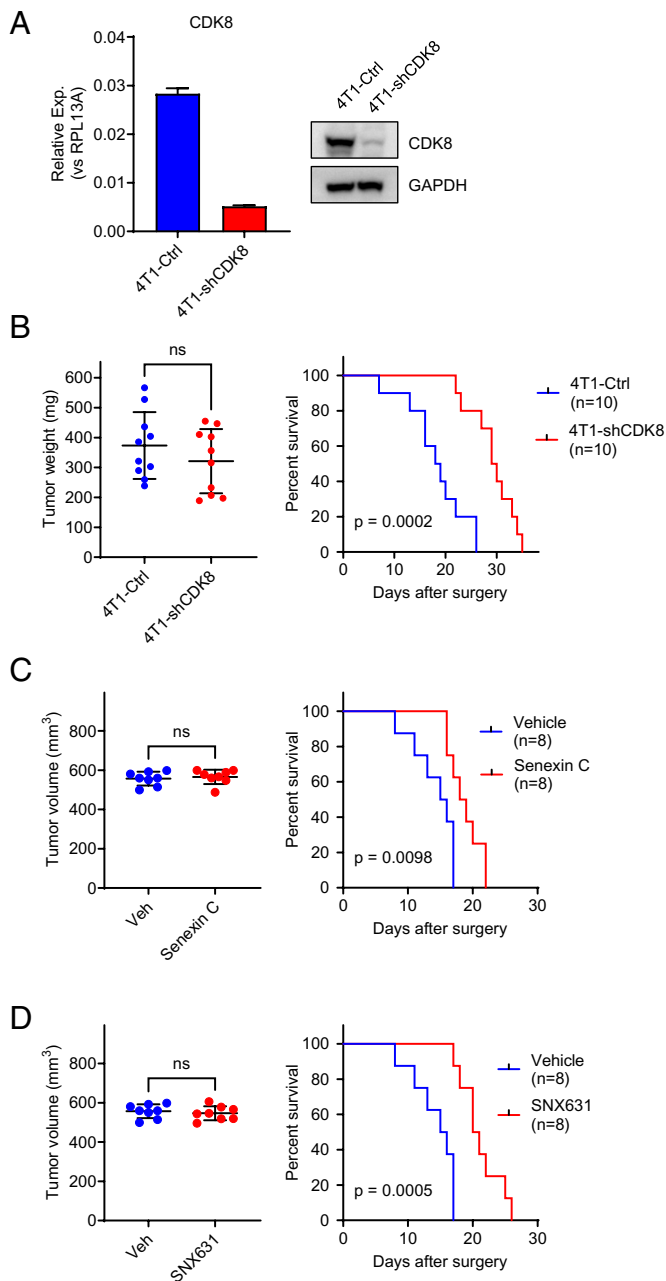 A
CDK8
Relative Exp.
(vs RPL13A)
0.04
0.03
0.02
0.01
0.00
4T1-Ctrl
4T1-shCDK8
4T1-Ctrl
4T1-shCDK8
CDK8
GAPDH
B
ns
Tumor weight (mg)
600
500
400
300
200
100
0
4T1-Ctrl
4T1-shCDK8
Percent survival
100
80
60
40
20
0
p = 0.0002
0 10 20 30
Days after surgery
4T1-Ctrl
(n=10)
4T1-shCDK8
(n=10)
C
ns
Tumor volume (mm³)
800
600
400
200
0
Veh
Senexin C
Percent survival
100
80
60
40
20
0
p = 0.0098
0 10 20 30
Days after surgery
Vehicle
(n=8)
Senexin C
(n=8)
D
ns
Tumor volume (mm³)
800
600
400
200
0
Veh
SNX631
Percent survival
100
80
60
40
20
0
p = 0.0005
0 10 20 30
Days after surgery
Vehicle
(n=8)
SNX631
(n=8)